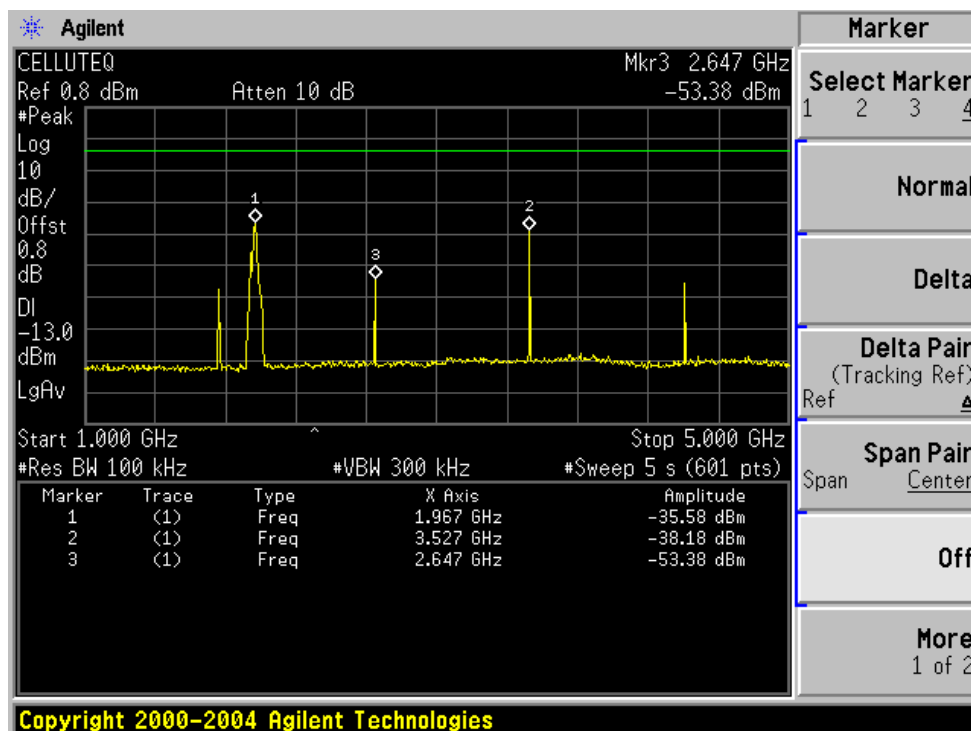 Agilent
Marker
CELLUTEQ Mkr3 2.647 GHz
Ref 0.8 dBm Atten 10 dB -53.38 dBm
#Peak
Log
10
dB/
Offst
0.8
dB
DI
-13.0
dBm
LgAv
1
2
3
Start 1.000 GHz ^ Stop 5.000 GHz
#Res BW 100 kHz #VBW 300 kHz #Sweep 5 s (601 pts)
Marker Trace Type X Axis Amplitude
1 (1) Freq 1.967 GHz -35.58 dBm
2 (1) Freq 3.527 GHz -38.18 dBm
3 (1) Freq 2.647 GHz -53.38 dBm
Select Marker
1 2 3 4
Normal
Delta
Delta Pair
(Tracking Ref)
Ref Δ
Span Pair
Span Center
Off
More
1 of 2
Copyright 2000-2004 Agilent Technologies